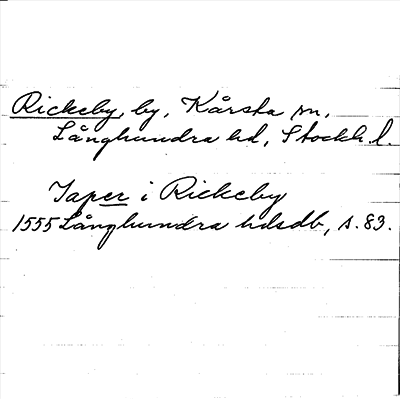 Rickeby, by, Kårsta sn,
Långhundra hd, Stockh. l.
Japer i Rickeby
1555 Långhundra hdsdb, s. 83.